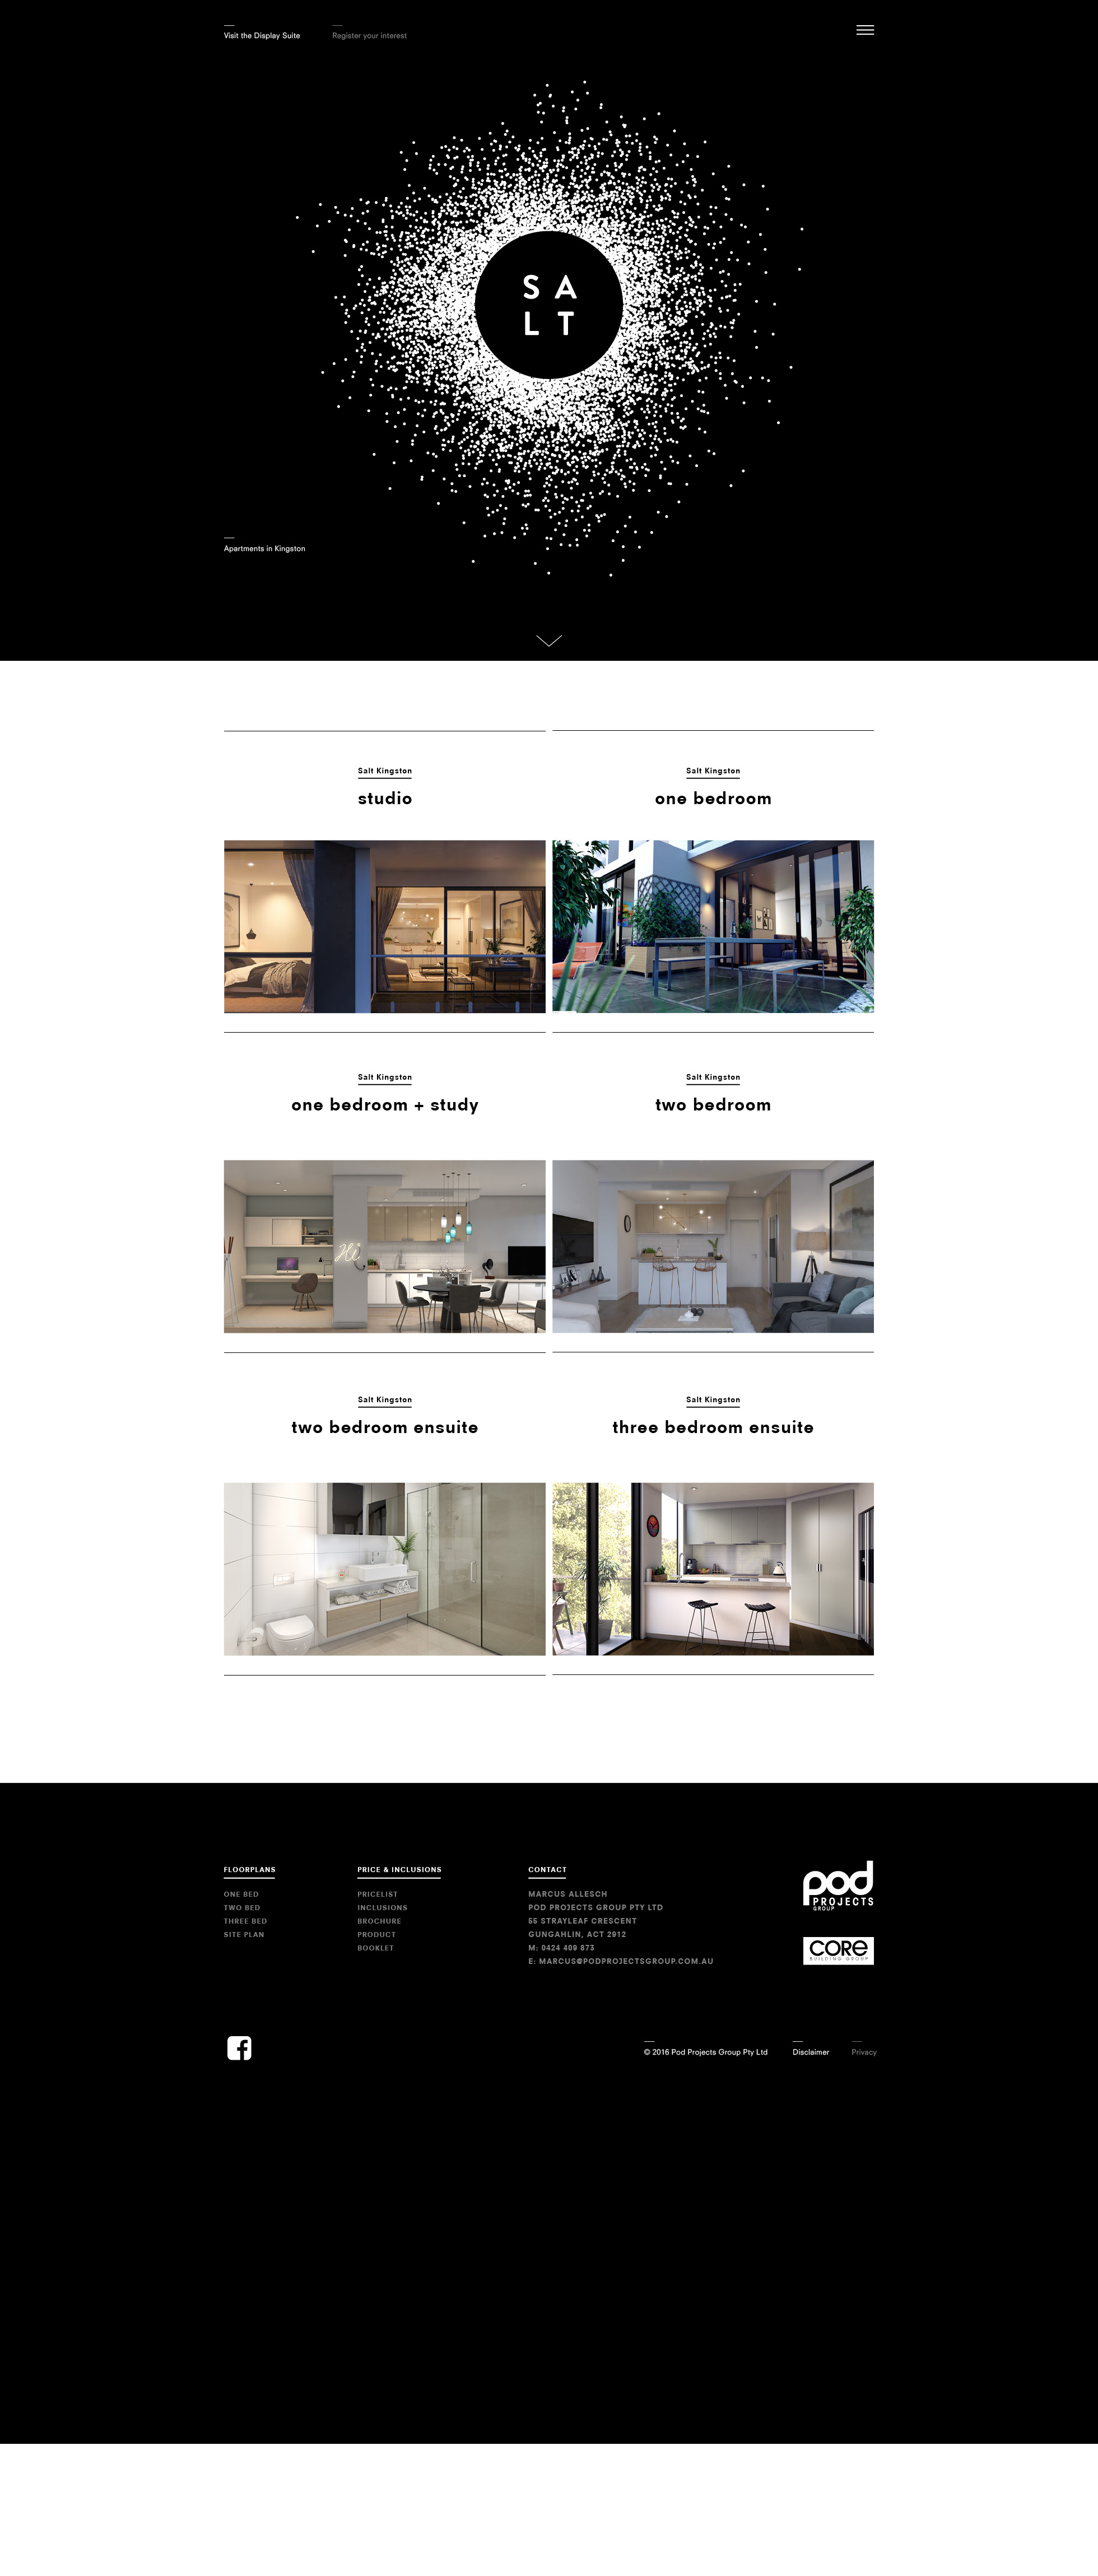 Visit the Display Suite
Register your interest
S A
L T
Apartments in Kingston
Salt Kingston
studio
Salt Kingston
one bedroom
Salt Kingston
one bedroom + study
Salt Kingston
two bedroom
Hi
Salt Kingston
two bedroom ensuite
Salt Kingston
three bedroom ensuite
FLOORPLANS
ONE BED
TWO BED
THREE BED
SITE PLAN
PRICE & INCLUSIONS
PRICELIST
INCLUSIONS
BROCHURE
PRODUCT
BOOKLET
CONTACT
MARCUS ALLESCH
POD PROJECTS GROUP PTY LTD
55 STRAYLEAF CRESCENT
GUNGAHLIN, ACT 2912
M: 0424 409 873
E: MARCUS@PODPROJECTSGROUP.COM.AU
pod
PROJECTS
GROUP
CORE
BUILDING GROUP
© 2016 Pod Projects Group Pty Ltd
Disclaimer
Privacy